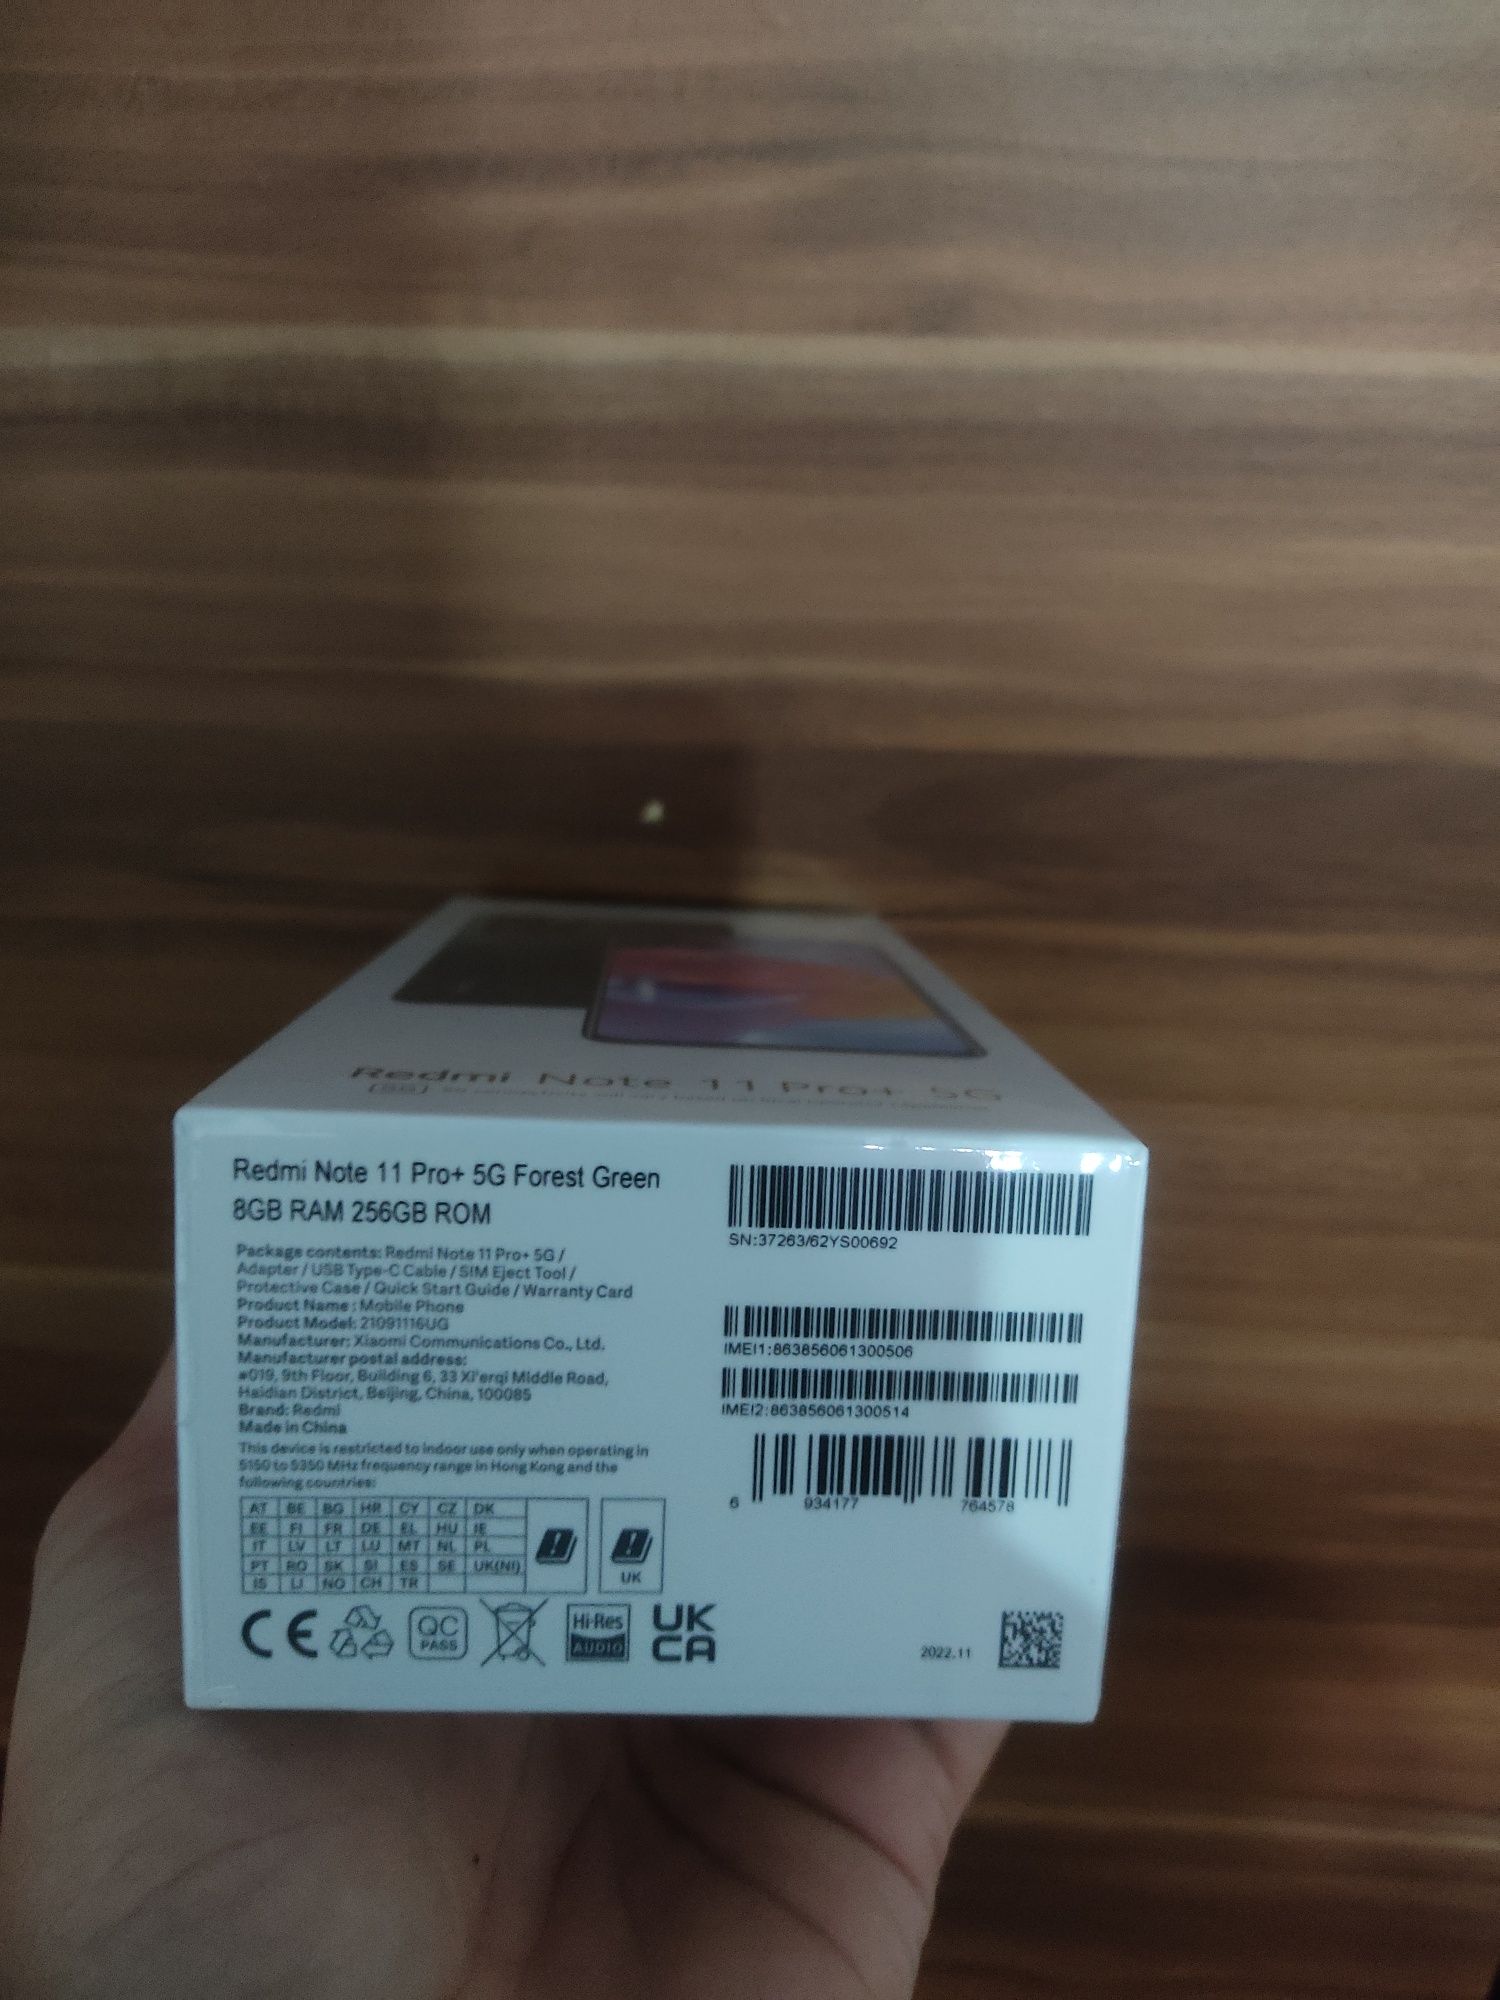 Redmi Note 11 Pro+ 5G
5G
Redmi Note 11 Pro+ 5G Forest Green
8GB RAM 256GB ROM
Package contents: Redmi Note 11 Pro+ 5G /
Adapter / USB Type-C Cable / SIM Eject Tool /
Protective Case / Quick Start Guide / Warranty Card
Product Name : Mobile Phone
Product Model: 21091116UG
Manufacturer: Xiaomi Communications Co., Ltd.
Manufacturer postal address:
#019, 9th Floor, Building 6, 33 Xi'erqi Middle Road,
Haidian District, Beijing, China, 100085
Brand: Redmi
Made in China
This device is restricted to indoor use only when operating in
5150 to 5350 MHz frequency range in Hong Kong and the
following countries:
AT BE BG HR CY CZ DK
EE FI FR DE EL HU IE
IT LV LT LU MT NL PL
PT RO SK SI ES SE UK(NI)
IS LI NO CH TR
UK
CE
QC PASS
Hi-Res AUDIO
UK CA
SN:37263/62YS00692
IMEI1:863856061300506
IMEI2:863856061300514
6 934177 764578
2022.11